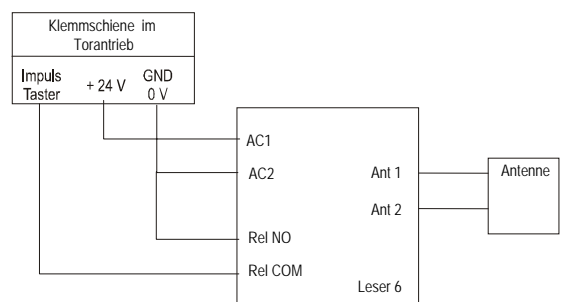 Klemmschiene im
Torantrieb
Impuls
Taster
+ 24 V
GND
0 V
AC1
AC2
Rel NO
Rel COM
Ant 1
Ant 2
Leser 6
Antenne